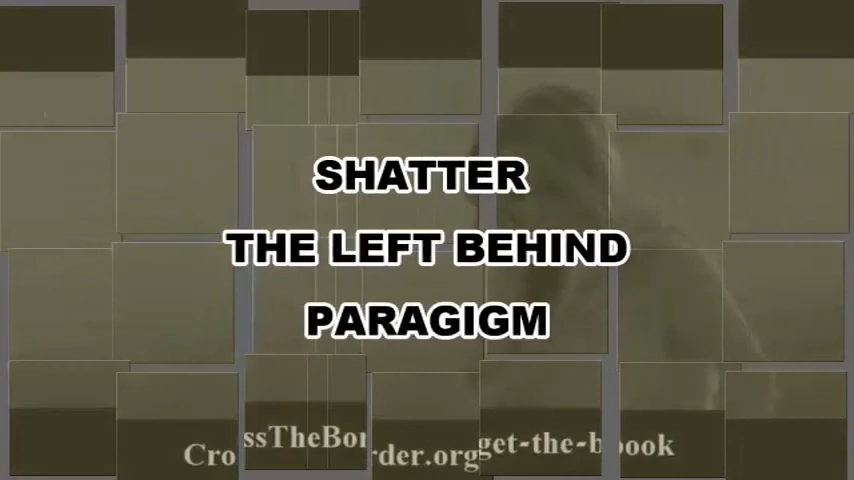 SHATTER
THE LEFT BEHIND
PARAGIGM
CrossTheBorder.org get-the-book